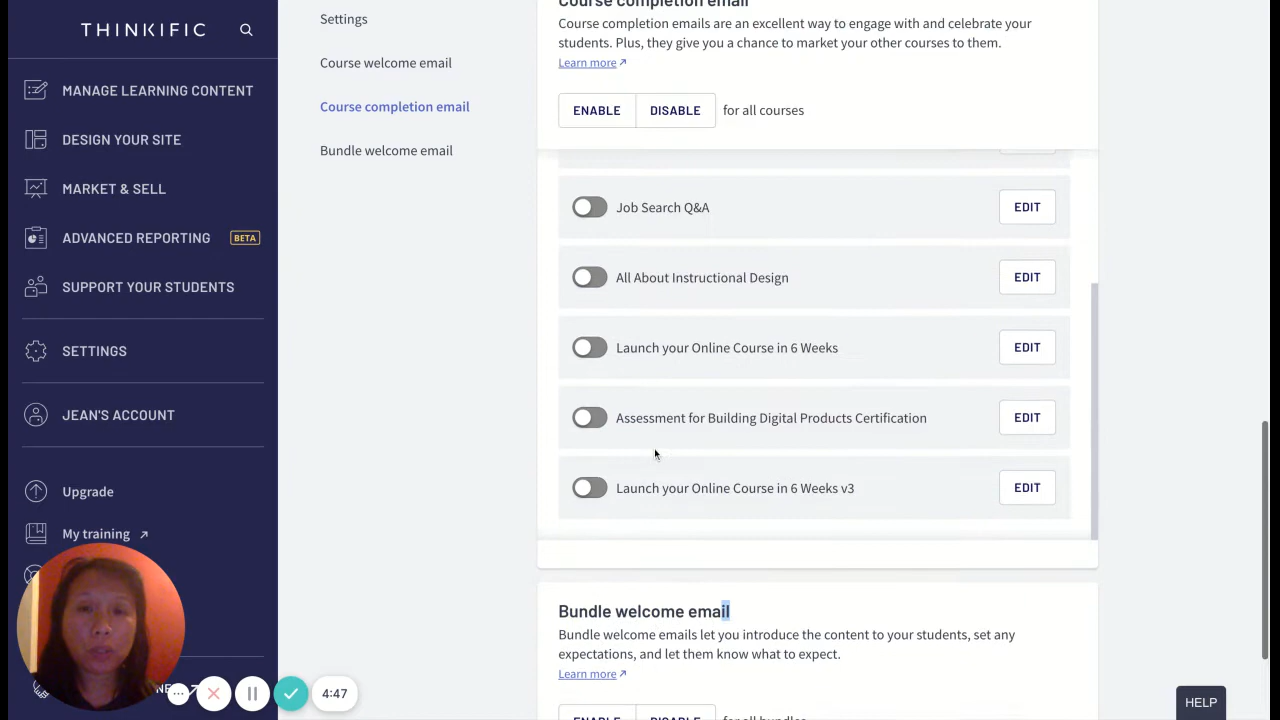 THINKIFIC
MANAGE LEARNING CONTENT
DESIGN YOUR SITE
MARKET & SELL
ADVANCED REPORTING BETA
SUPPORT YOUR STUDENTS
SETTINGS
JEAN'S ACCOUNT
Upgrade
My training ↗
4:47
Settings
Course welcome email
Course completion email
Bundle welcome email
Course completion email
Course completion emails are an excellent way to engage with and celebrate your
students. Plus, they give you a chance to market your other courses to them.
Learn more ↗
ENABLE DISABLE for all courses
Job Search Q&A EDIT
All About Instructional Design EDIT
Launch your Online Course in 6 Weeks EDIT
Assessment for Building Digital Products Certification EDIT
Launch your Online Course in 6 Weeks v3 EDIT
Bundle welcome email
Bundle welcome emails let you introduce the content to your students, set any
expectations, and let them know what to expect.
Learn more ↗
ENABLE DISABLE for all bundles
HELP